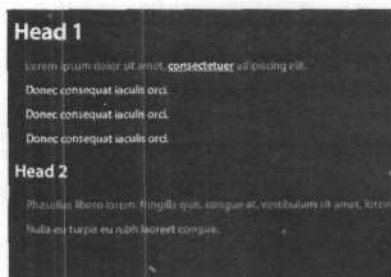 Head 1
Lorem ipsum dolor sit amet, consectetuer adipiscing elit.
Donec consequat iaculis orci.
Donec consequat iaculis orci.
Donec consequat iaculis orci.
Head 2
Phasellus libero lorem, fringilla quis, congue at, vestibulum sit amet, lorem
Nulla eu turpis eu nibh laoreet congue.